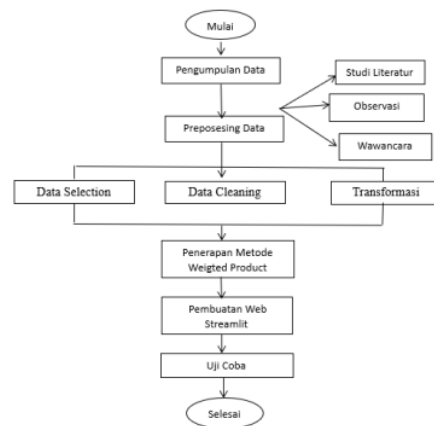 Mulai
Pengumpulan Data
Studi Literatur
Observasi
Preposesing Data
Wawancara
Data Selection
Data Cleaning
Transformasi
Penerapan Metode
Weigted Product
Pembuatan Web
Streamlit
Uji Coba
Selesai